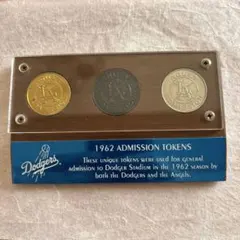 1962 ADMISSION TOKENS
Dodgers
THESE UNIQUE TOKENS WERE USED FOR GENERAL
ADMISSION TO DODGER STADIUM IN THE 1962 SEASON BY
BOTH THE DODGERS AND THE ANGELS.